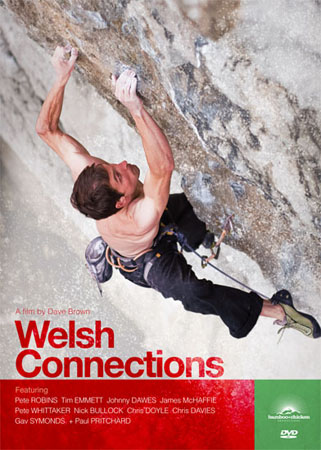 A film by Dave Brown
Welsh
Connections
Featuring
Pete ROBINS Tim EMMETT Johnny DAWES James McHAFFIE
Pete WHITTAKER Nick BULLOCK Chris DOYLE Chris DAVIES
Gav SYMONDS. + Paul PRITCHARD
bamboo chicken
DVD